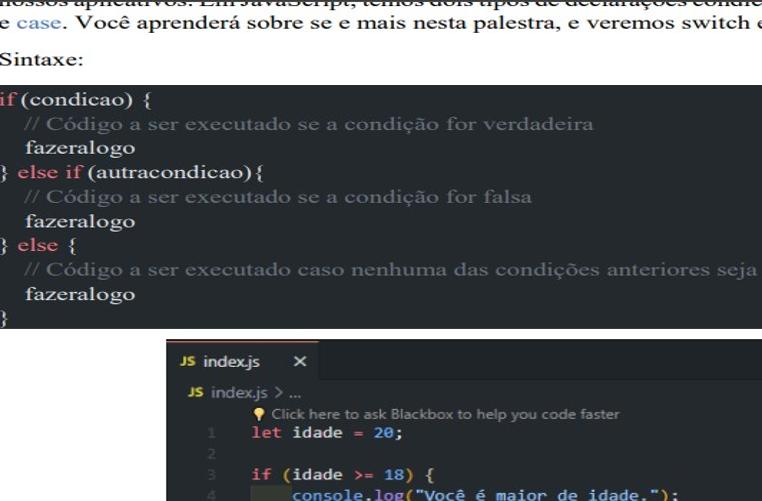 nossos aplicativos. Em JavaScript, temos dois tipos de declarações
e case. Você aprenderá sobre se e mais nesta palestra, e veremos switch e
Sintaxe:
if (condicao) {
// Código a ser executado se a condição for verdadeira
fazeralogo
} else if (autracondicao){
// Código a ser executado se a condição for falsa
fazeralogo
} else {
// Código a ser executado caso nenhuma das condições anteriores seja
fazeralogo
}
JS index.js ×
JS index.js > ...
Click here to ask Blackbox to help you code faster
1 let idade = 20;
2
3 if (idade >= 18) {
4 console.log("Você é maior de idade.");